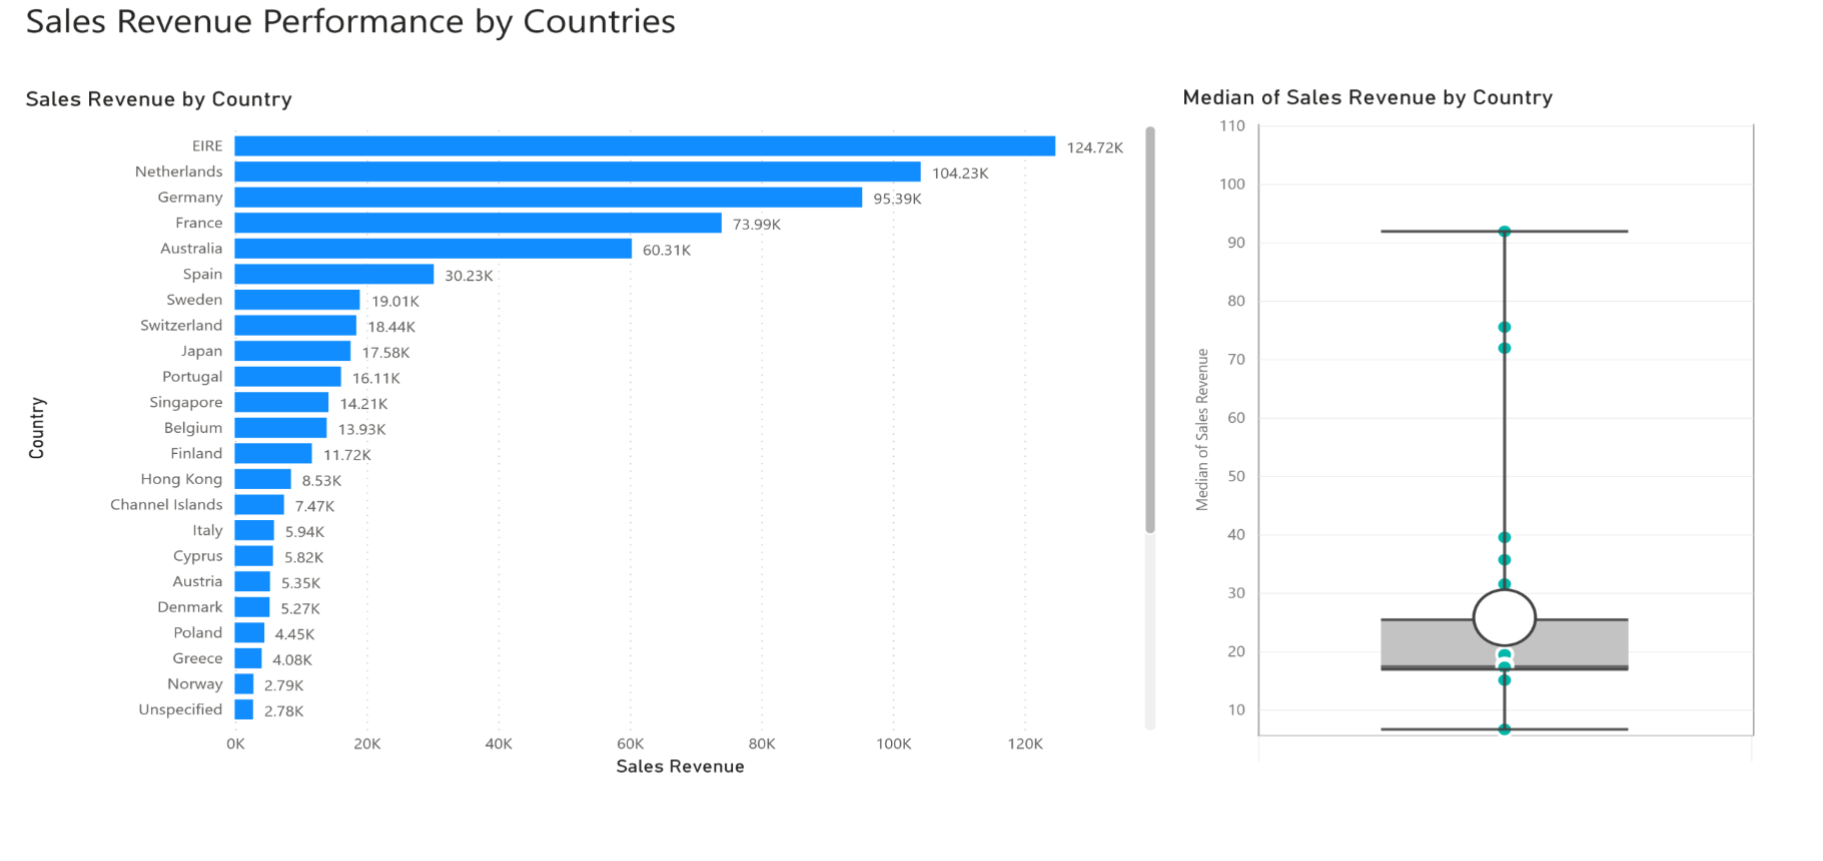 Sales Revenue Performance by Countries
Sales Revenue by Country
Country
EIRE 124.72K
Netherlands 104.23K
Germany 95.39K
France 73.99K
Australia 60.31K
Spain 30.23K
Sweden 19.01K
Switzerland 18.44K
Japan 17.58K
Portugal 16.11K
Singapore 14.21K
Belgium 13.93K
Finland 11.72K
Hong Kong 8.53K
Channel Islands 7.47K
Italy 5.94K
Cyprus 5.82K
Austria 5.35K
Denmark 5.27K
Poland 4.45K
Greece 4.08K
Norway 2.79K
Unspecified 2.78K
0K 20K 40K 60K 80K 100K 120K
Sales Revenue
Median of Sales Revenue by Country
Median of Sales Revenue
110
100
90
80
70
60
50
40
30
20
10